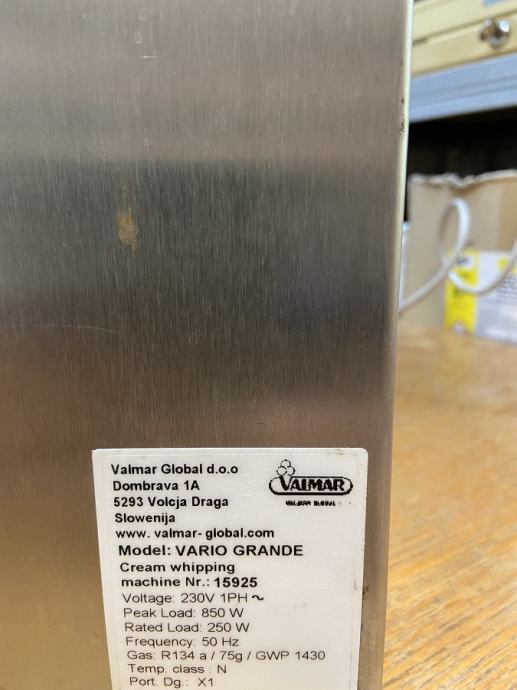 Valmar Global d.o.o
Dombrava 1A
5293 Volcja Draga
Slowenija
www. valmar- global.com
VALMAR
VALMAR GLOBAL
Model: VARIO GRANDE
Cream whipping
machine Nr.: 15925
Voltage: 230V 1PH ~
Peak Load: 850 W
Rated Load: 250 W
Frequency: 50 Hz
Gas: R134 a / 75g / GWP 1430
Temp. class : N
Port. Dg.: X1